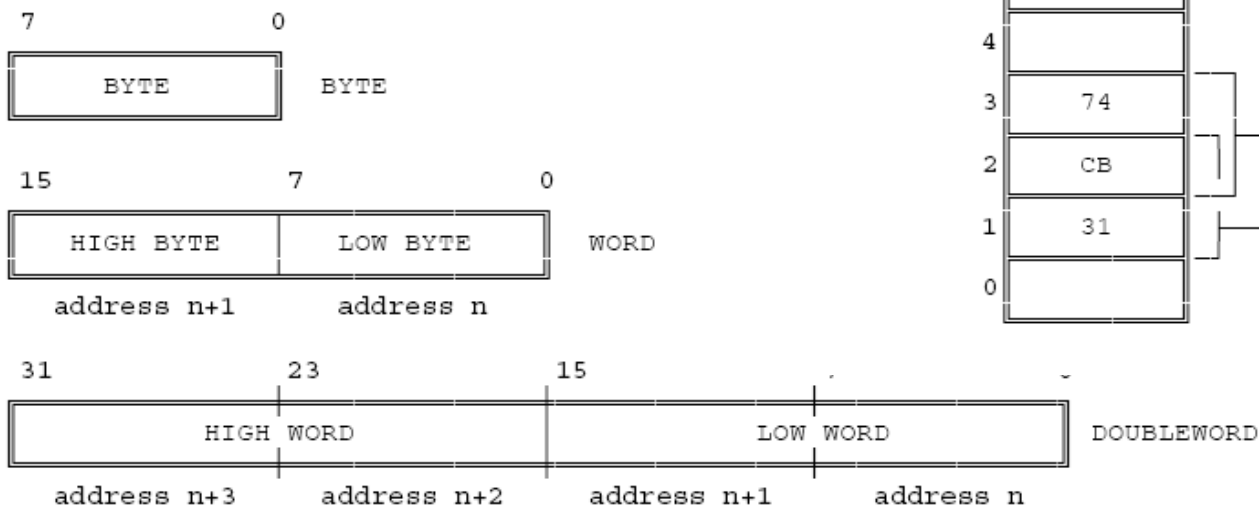 7 0
BYTE BYTE
15 7 0
HIGH BYTE LOW BYTE WORD
address n+1 address n
31 23 15
HIGH WORD LOW WORD DOUBLEWORD
address n+3 address n+2 address n+1 address n
4
3 74
2 CB
1 31
0